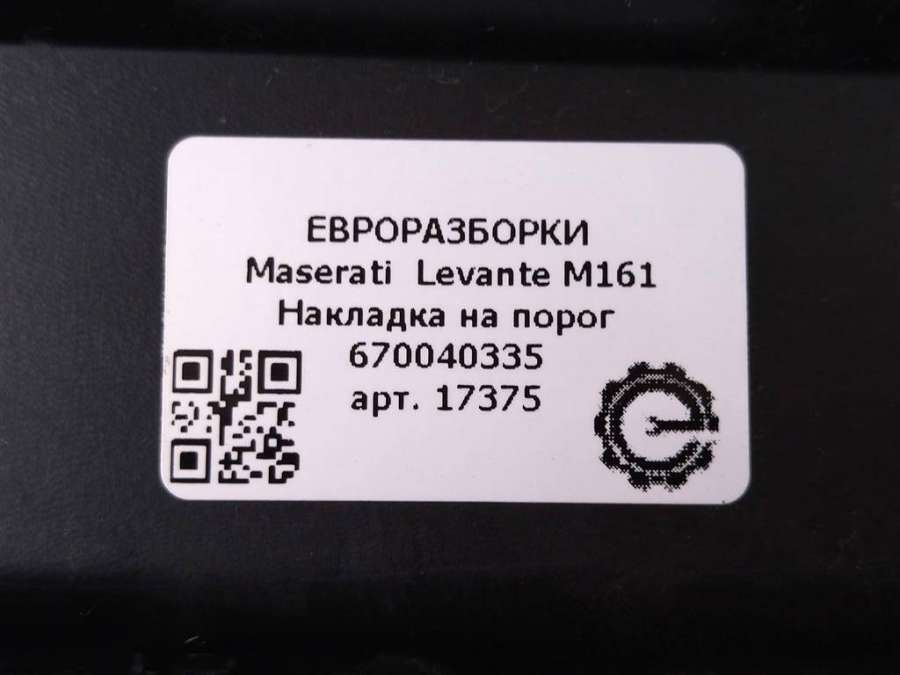 ЕВРОРАЗБОРКИ
Maserati Levante M161
Накладка на порог
670040335
арт. 17375